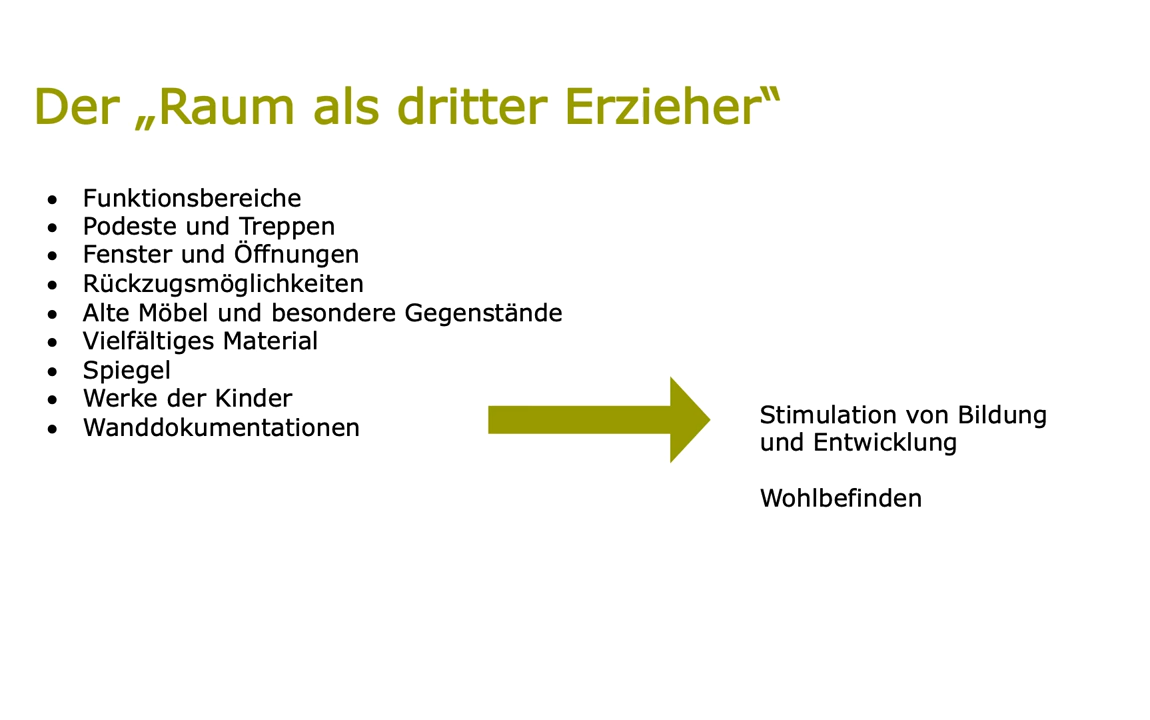 Der „Raum als dritter Erzieher“
• Funktionsbereiche
• Podeste und Treppen
• Fenster und Öffnungen
• Rückzugsmöglichkeiten
• Alte Möbel und besondere Gegenstände
• Vielfältiges Material
• Spiegel
• Werke der Kinder
• Wanddokumentationen
Stimulation von Bildung
und Entwicklung
Wohlbefinden